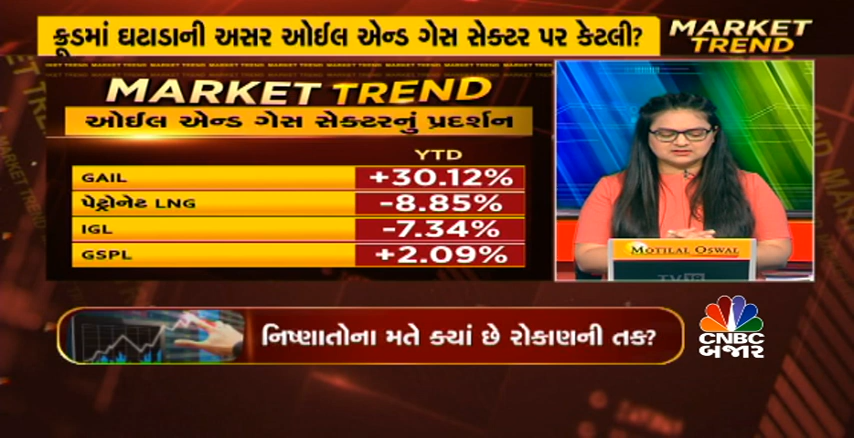 ક્રૂડમાં ઘટાડાની અસર ઓઈલ એન્ડ ગેસ સેક્ટર પર કેટલી?
MARKET
TREND
MARKET TREND
ઓઈલ એન્ડ ગેસ સેક્ટરનું પ્રદર્શન
YTD
GAIL +30.12%
પેટ્રોનેટ LNG -8.85%
IGL -7.34%
GSPL +2.09%
MOTILAL OSWAL
TV18
નિષ્ણાતોના મતે ક્યાં છે રોકાણની તક?
CNBC
બજાર